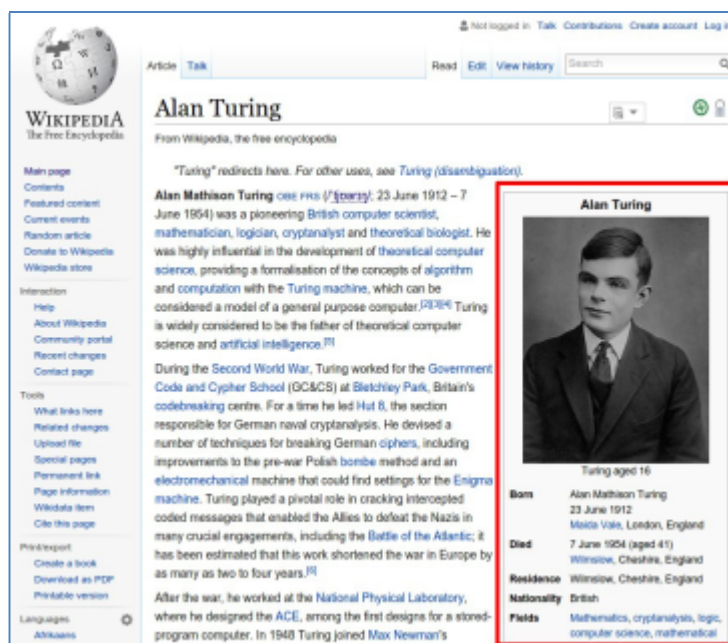 Not logged in Talk Contributions Create account Log in
Article Talk
Read Edit View history Search
WIKIPEDIA
The Free Encyclopedia
Main page
Contents
Featured content
Current events
Random article
Donate to Wikipedia
Wikipedia store
Interaction
Help
About Wikipedia
Community portal
Recent changes
Contact page
Tools
What links here
Related changes
Upload file
Special pages
Permanent link
Page information
Wikidata item
Cite this page
Print/export
Create a book
Download as PDF
Printable version
Languages
Afrikaans
Alan Turing
From Wikipedia, the free encyclopedia
"Turing" redirects here. For other uses, see Turing (disambiguation).
Alan Mathison Turing OBE FRS 23 June 1912 – 7
June 1954) was a pioneering British computer scientist,
mathematician, logician, cryptanalyst and theoretical biologist. He
was highly influential in the development of theoretical computer
science, providing a formalisation of the concepts of algorithm
and computation with the Turing machine, which can be
considered a model of a general purpose computer.[2][3][4] Turing
is widely considered to be the father of theoretical computer
science and artificial intelligence.[5]
During the Second World War, Turing worked for the Government
Code and Cypher School (GC&CS) at Bletchley Park, Britain's
codebreaking centre. For a time he led Hut 8, the section
responsible for German naval cryptanalysis. He devised a
number of techniques for breaking German ciphers, including
improvements to the pre-war Polish bombe method and an
electromechanical machine that could find settings for the Enigma
machine. Turing played a pivotal role in cracking intercepted
coded messages that enabled the Allies to defeat the Nazis in
many crucial engagements, including the Battle of the Atlantic; it
has been estimated that this work shortened the war in Europe by
as many as two to four years.[6]
After the war, he worked at the National Physical Laboratory,
where he designed the ACE, among the first designs for a stored-
program computer. In 1948 Turing joined Max Newman's
Alan Turing
Turing aged 16
Born Alan Mathison Turing
23 June 1912
Maida Vale, London, England
Died 7 June 1954 (aged 41)
Wilmslow, Cheshire, England
Residence Wilmslow, Cheshire, England
Nationality British
Fields Mathematics, cryptanalysis, logic,
computer science, mathematical